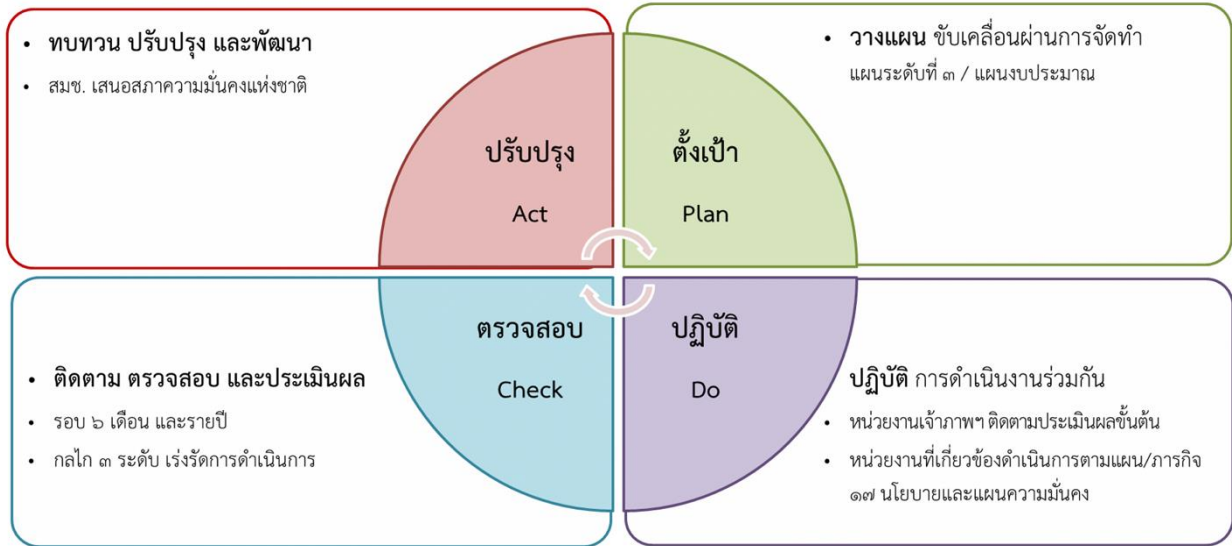 • ทบทวน ปรับปรุง และพัฒนา
• สมช. เสนอสภาความมั่นคงแห่งชาติ
ปรับปรุง
Act
• วางแผน ขับเคลื่อนผ่านการจัดทำ
แผนระดับที่ ๓ / แผนงบประมาณ
ตั้งเป้า
Plan
• ติดตาม ตรวจสอบ และประเมินผล
• รอบ ๖ เดือน และรายปี
• กลไก ๓ ระดับ เร่งรัดการดำเนินการ
ตรวจสอบ
Check
ปฏิบัติ
Do
ปฏิบัติ การดำเนินงานร่วมกัน
• หน่วยงานเจ้าภาพฯ ติดตามประเมินผลขั้นต้น
• หน่วยงานที่เกี่ยวข้องดำเนินการตามแผน/ภารกิจ
๑๗ นโยบายและแผนความมั่นคง